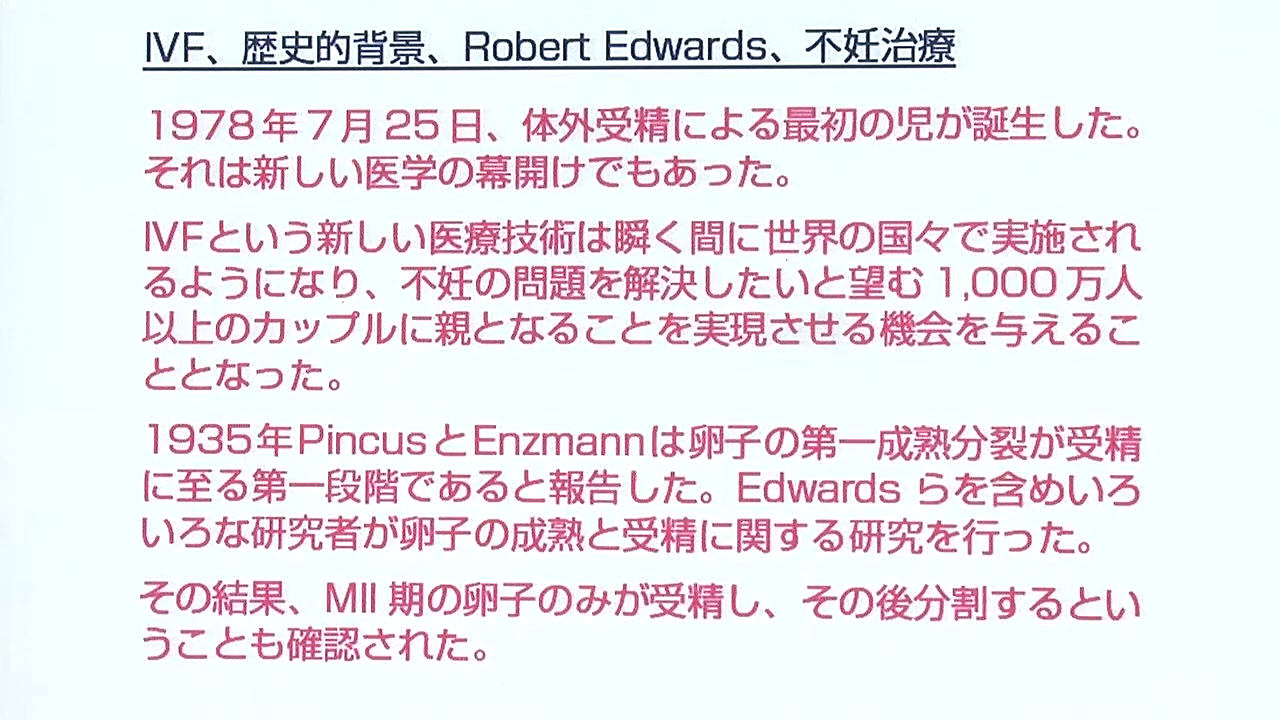 IVF、歴史的背景、Robert Edwards、不妊治療
1978年7月25日、体外受精による最初の児が誕生した。
それは新しい医学の幕開けでもあった。
IVFという新しい医療技術は瞬く間に世界の国々で実施され
るようになり、不妊の問題を解決したいと望む1,000万人
以上のカップルに親となることを実現させる機会を与えるこ
ととなった。
1935年PincusとEnzmannは卵子の第一成熟分裂が受精
に至る第一段階であると報告した。Edwardsらを含めいろ
いろな研究者が卵子の成熟と受精に関する研究を行った。
その結果、MII期の卵子のみが受精し、その後分割するとい
うことも確認された。